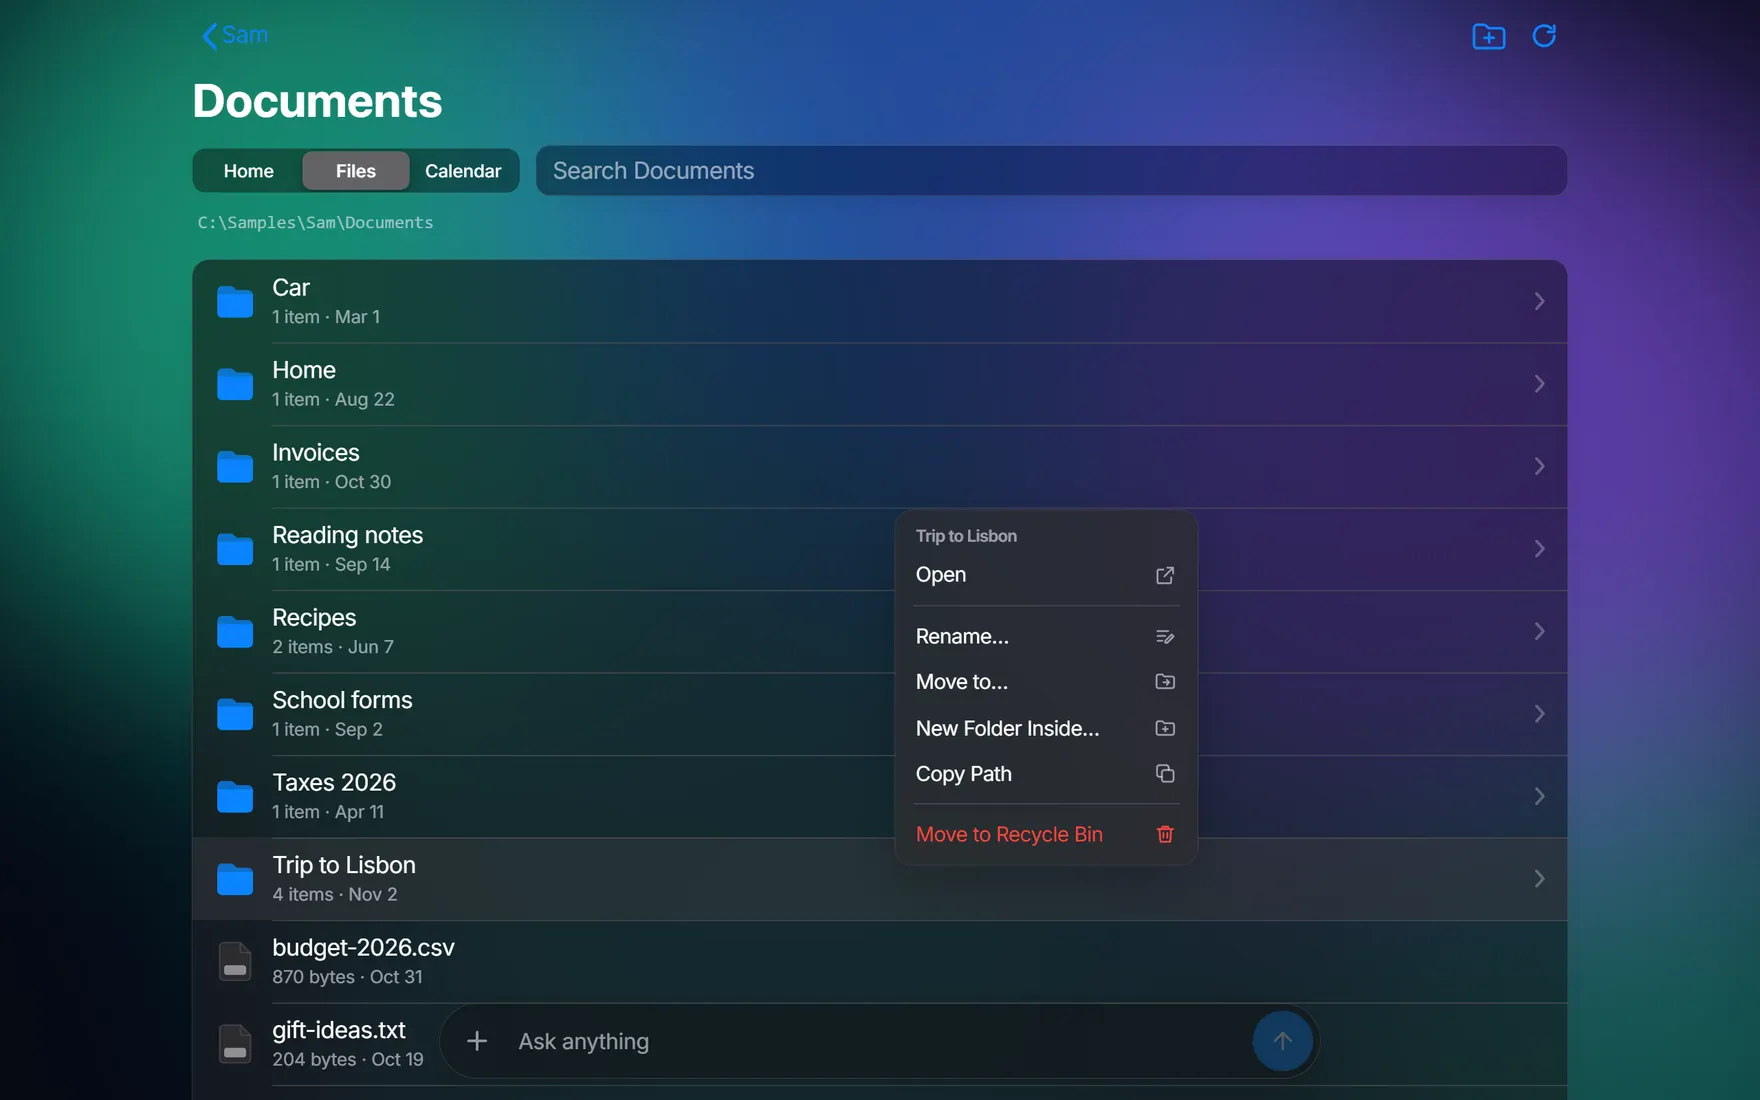 Sam
Documents
Home
Files
Calendar
Search Documents
C:\Samples\Sam\Documents
Car
1 item · Mar 1
Home
1 item · Aug 22
Invoices
1 item · Oct 30
Reading notes
1 item · Sep 14
Recipes
2 items · Jun 7
School forms
1 item · Sep 2
Taxes 2026
1 item · Apr 11
Trip to Lisbon
4 items · Nov 2
budget-2026.csv
870 bytes · Oct 31
gift-ideas.txt
204 bytes · Oct 19
Trip to Lisbon
Open
Rename...
Move to...
New Folder Inside...
Copy Path
Move to Recycle Bin
Ask anything